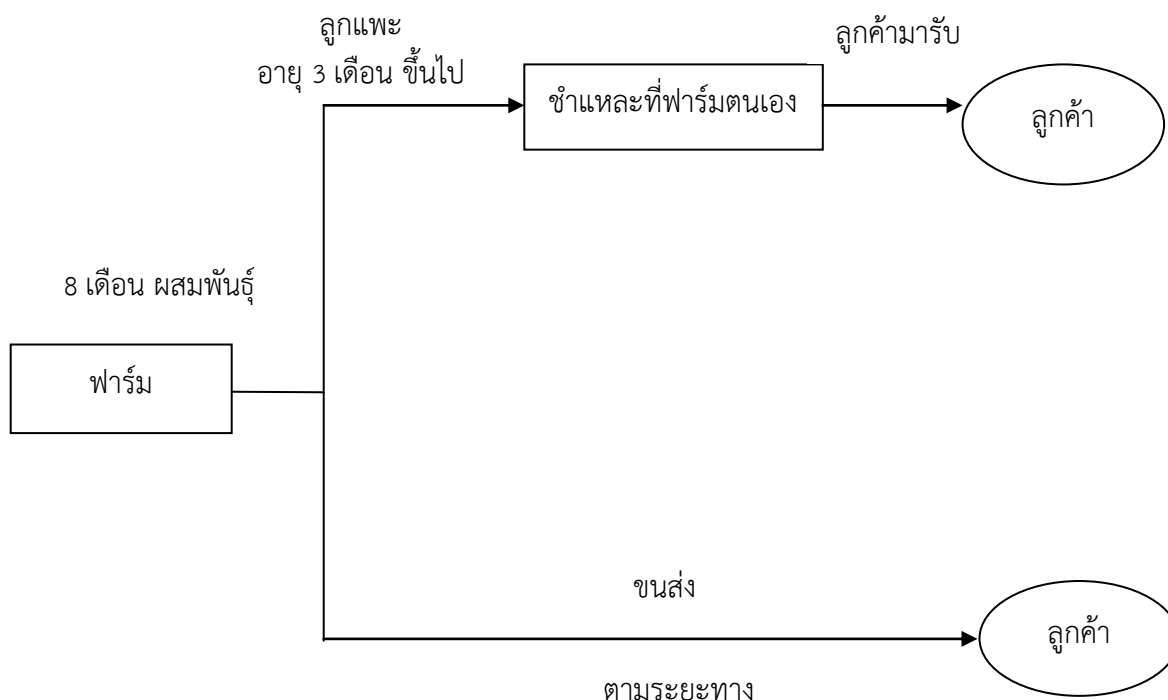 ลูกแพะ
อายุ 3 เดือน ขึ้นไป
ลูกค้ามารับ
ชำแหละที่ฟาร์มตนเอง
ลูกค้า
8 เดือน ผสมพันธุ์
ฟาร์ม
ขนส่ง
ลูกค้า
ตามระยะทาง